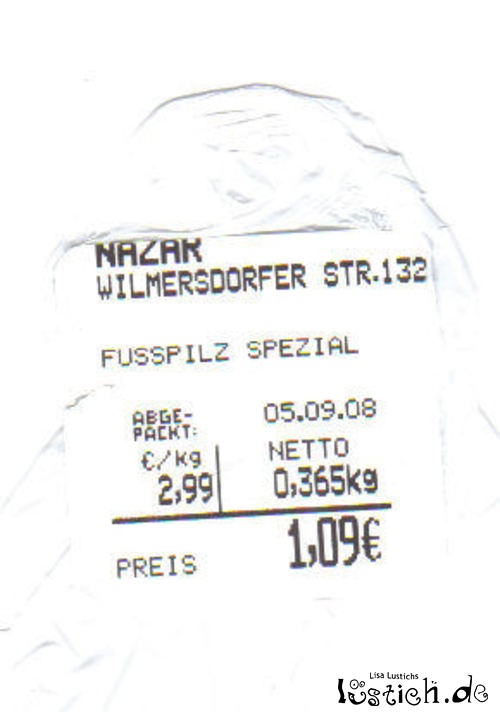 NAZAR
WILMERSDORFER STR.132
FUSSPILZ SPEZIAL
ABGE-
PACKT:
05.09.08
€/kg
NETTO
2,99
0,365kg
PREIS
1,09€
Lisa Lustichs
lustich.de